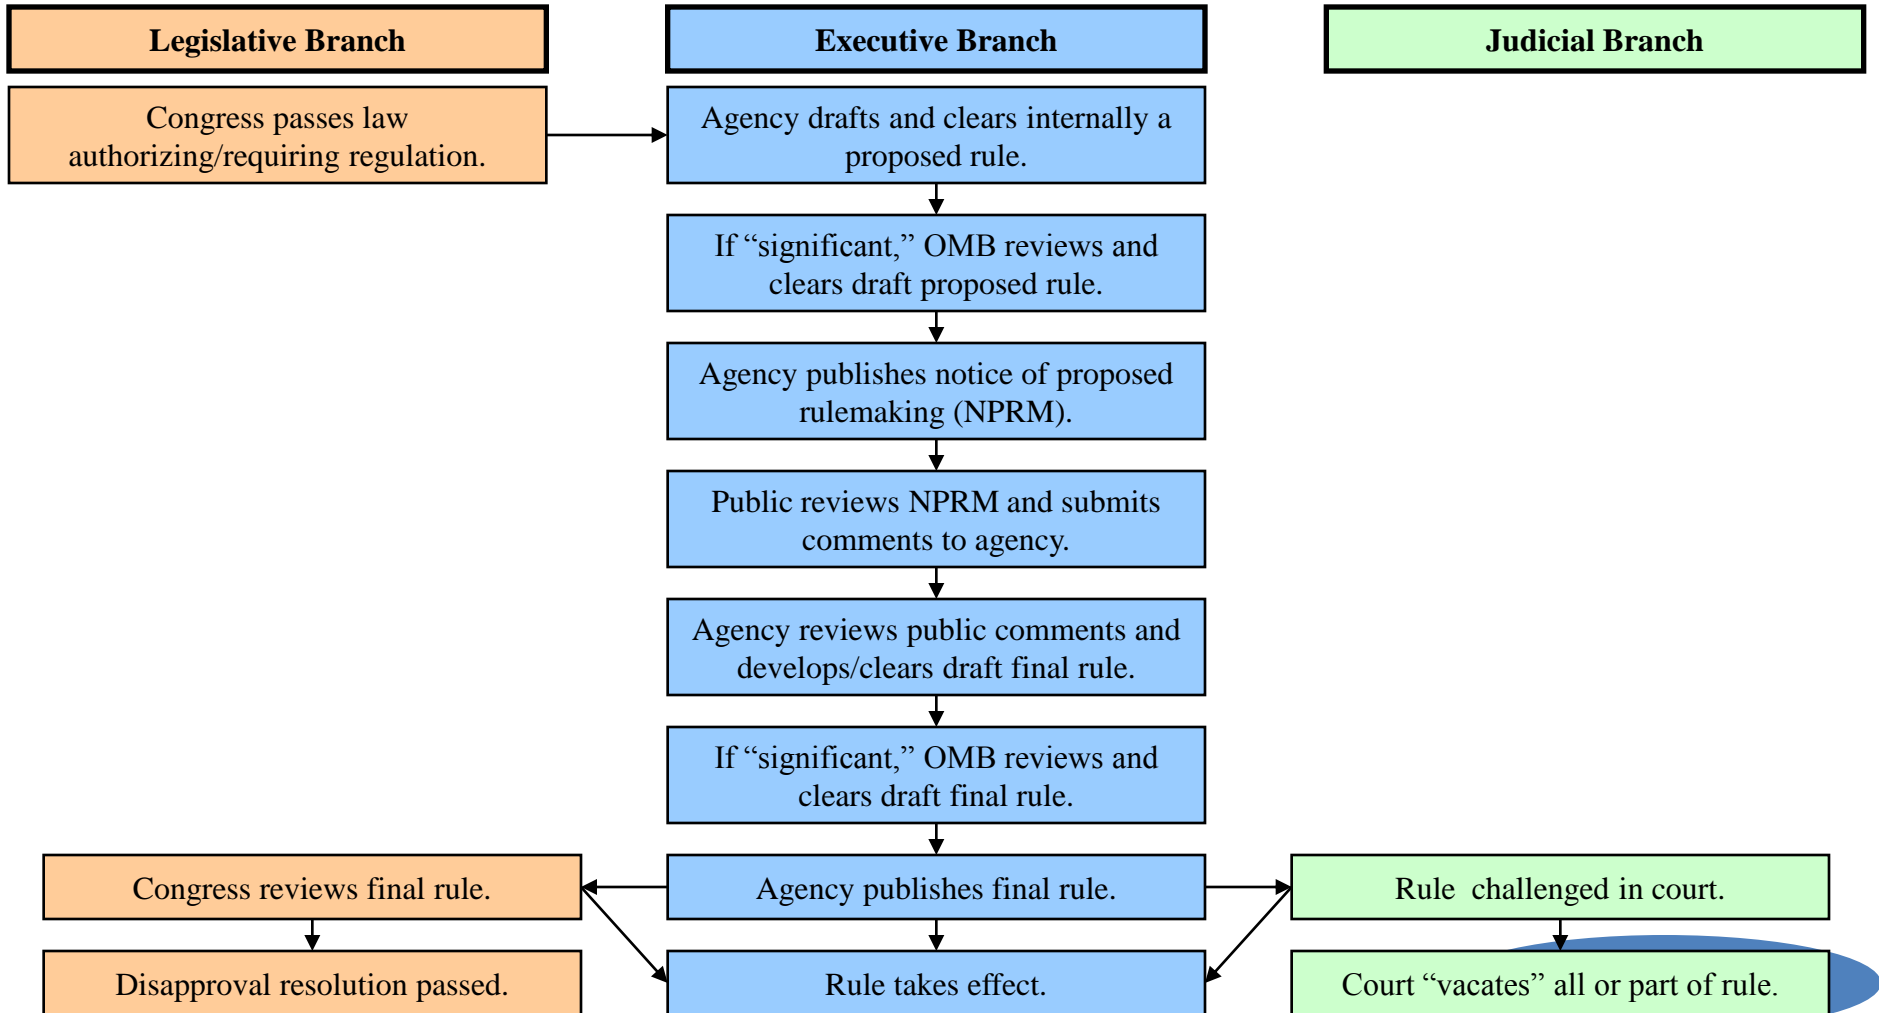 Legislative Branch
Executive Branch
Judicial Branch
Congress passes law
authorizing/requiring regulation.
Agency drafts and clears internally a
proposed rule.
If “significant,” OMB reviews and
clears draft proposed rule.
Agency publishes notice of proposed
rulemaking (NPRM).
Public reviews NPRM and submits
comments to agency.
Agency reviews public comments and
develops/clears draft final rule.
If “significant,” OMB reviews and
clears draft final rule.
Congress reviews final rule.
Agency publishes final rule.
Rule  challenged in court.
Disapproval resolution passed.
Rule takes effect.
Court “vacates” all or part of rule.